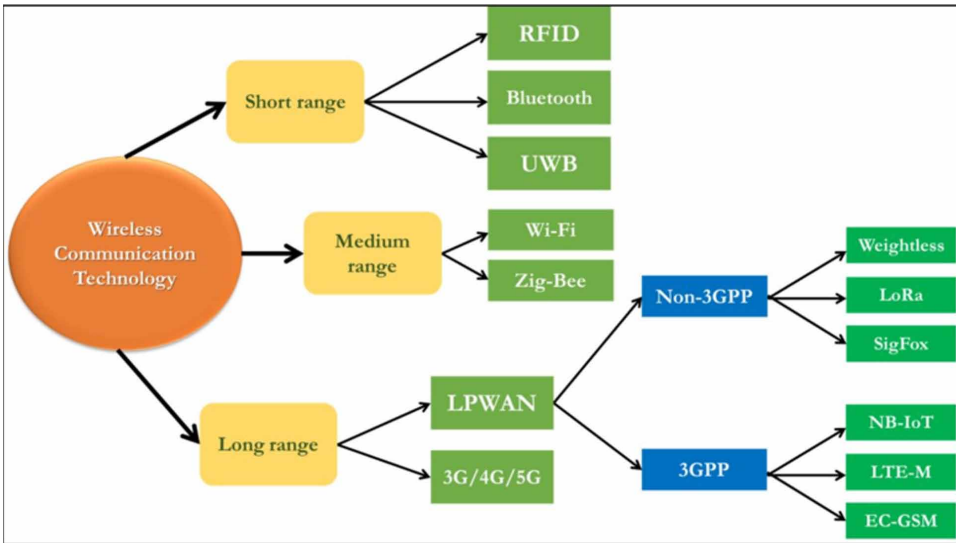 RFID
Short range
Bluetooth
UWB
Wireless
Communication
Technology
Medium
range
Wi-Fi
Zig-Bee
Non-3GPP
Weightless
LoRa
SigFox
Long range
LPWAN
3G/4G/5G
3GPP
NB-IoT
LTE-M
EC-GSM